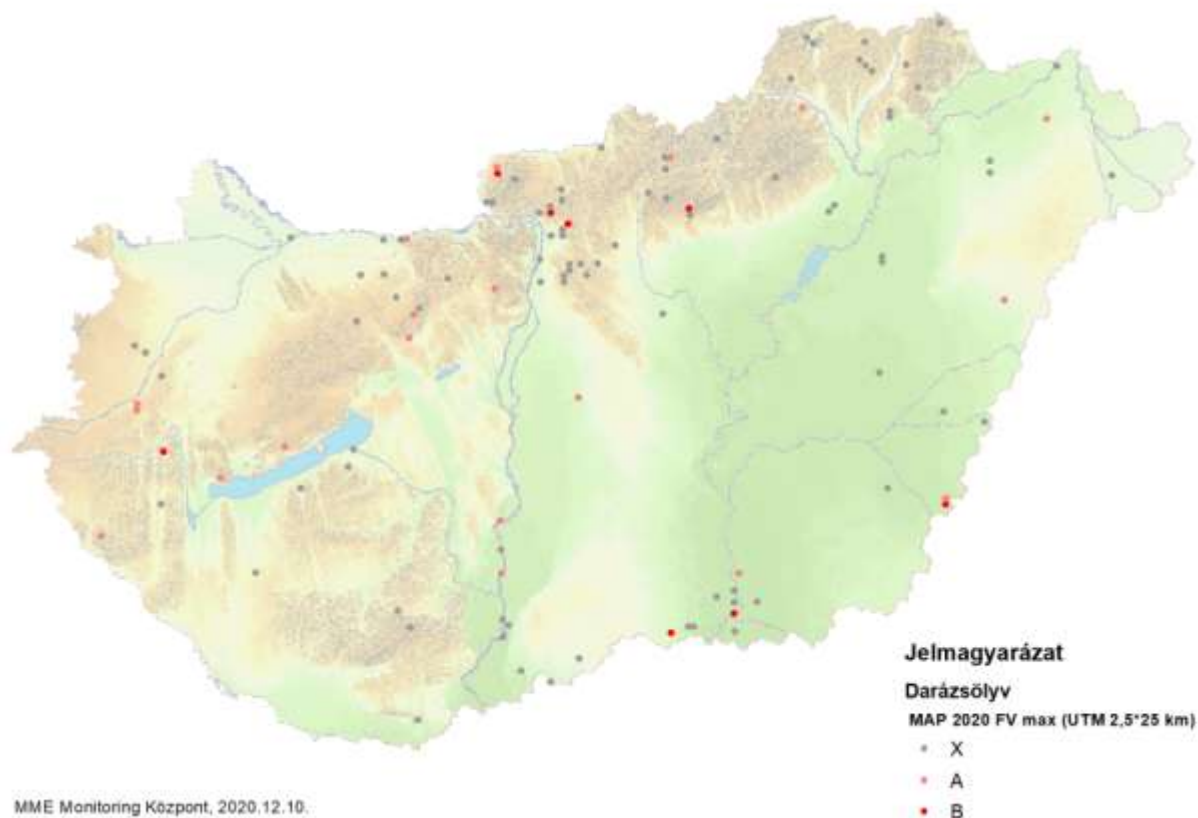 Jelmagyarázat
Darázsölyv
MAP 2020 FV max (UTM 2,5*25 km)
X
A
B
MME Monitoring Központ, 2020.12.10.